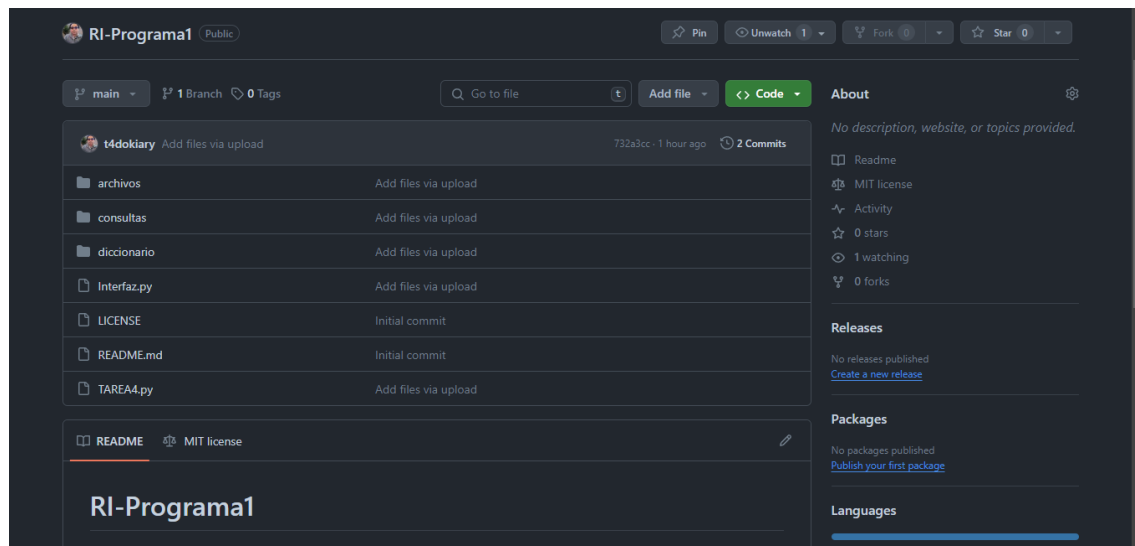 RI-Programa1 Public
Pin Unwatch 1 Fork 0 Star 0
main 1 Branch 0 Tags Go to file t Add file <> Code
t4dokiary Add files via upload 732a3cc · 1 hour ago 2 Commits
archivos Add files via upload
consultas Add files via upload
diccionario Add files via upload
Interfaz.py Add files via upload
LICENSE Initial commit
README.md Initial commit
TAREA4.py Add files via upload
README MIT license
RI-Programa1
About
No description, website, or topics provided.
Readme
MIT license
Activity
0 stars
1 watching
0 forks
Releases
No releases published
Create a new release
Packages
No packages published
Publish your first package
Languages